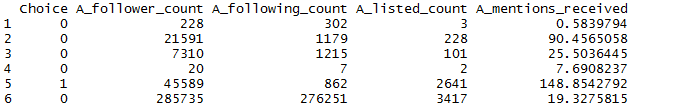 Choice A_follower_count A_following_count A_listed_count A_mentions_received
1 0 228 302 3 0.5839794
2 0 21591 1179 228 90.4565058
3 0 7310 1215 101 25.5036445
4 0 20 7 2 7.6908237
5 1 45589 862 2641 148.8542792
6 0 285735 276251 3417 19.3275815